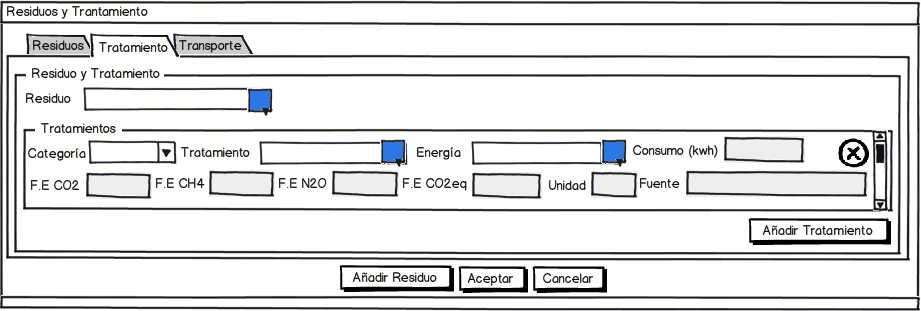 Residuos y Trantamiento
Residuos Tratamiento Transporte
Residuo y Tratamiento
Residuo
Tratamientos
Categoría Tratamiento Energía Consumo (kwh)
F.E CO2 F.E CH4 F.E N2O F.E CO2eq Unidad Fuente
Añadir Tratamiento
Añadir Residuo Aceptar Cancelar